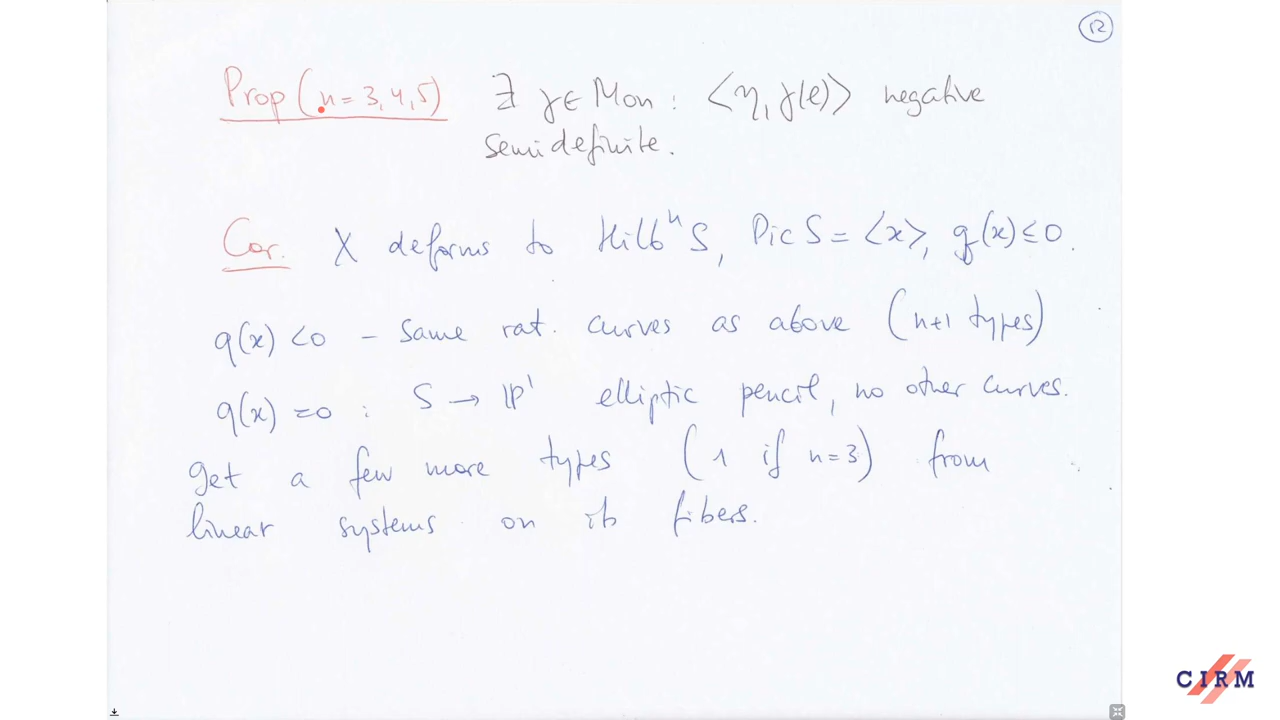 12
Prop (n = 3,4,5) ∃ γ ∈ Mon : ⟨η, γ(e)⟩ negative
semidefinite.
Cor. X deforms to Hilbⁿ S, Pic S = ⟨x⟩, q(x) ≤ 0.
q(x) < 0 – same rat. curves as above (n+1 types)
q(x) = 0 : S → P¹ elliptic pencil, no other curves.
get a few more types (1 if n=3) from
linear systems on its fibers.
CIRM